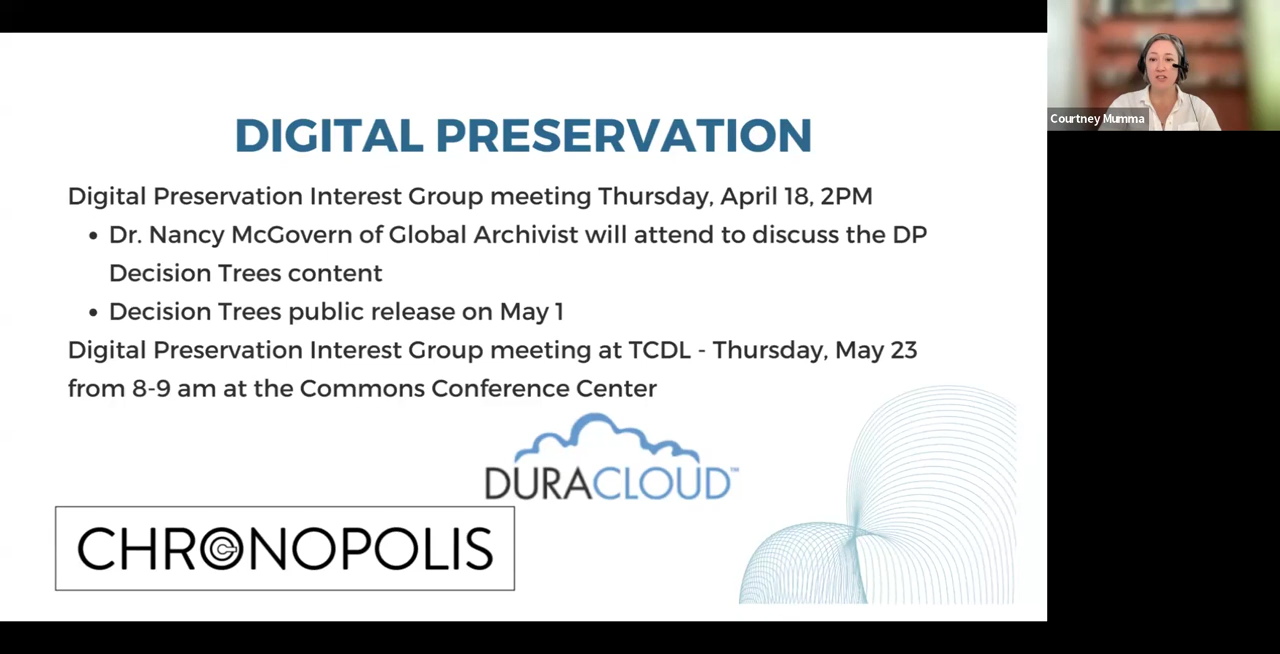 DIGITAL PRESERVATION
Digital Preservation Interest Group meeting Thursday, April 18, 2PM
• Dr. Nancy McGovern of Global Archivist will attend to discuss the DP
Decision Trees content
• Decision Trees public release on May 1
Digital Preservation Interest Group meeting at TCDL - Thursday, May 23
from 8-9 am at the Commons Conference Center
DURACLOUD™
CHRONOPOLIS
Courtney Mumma